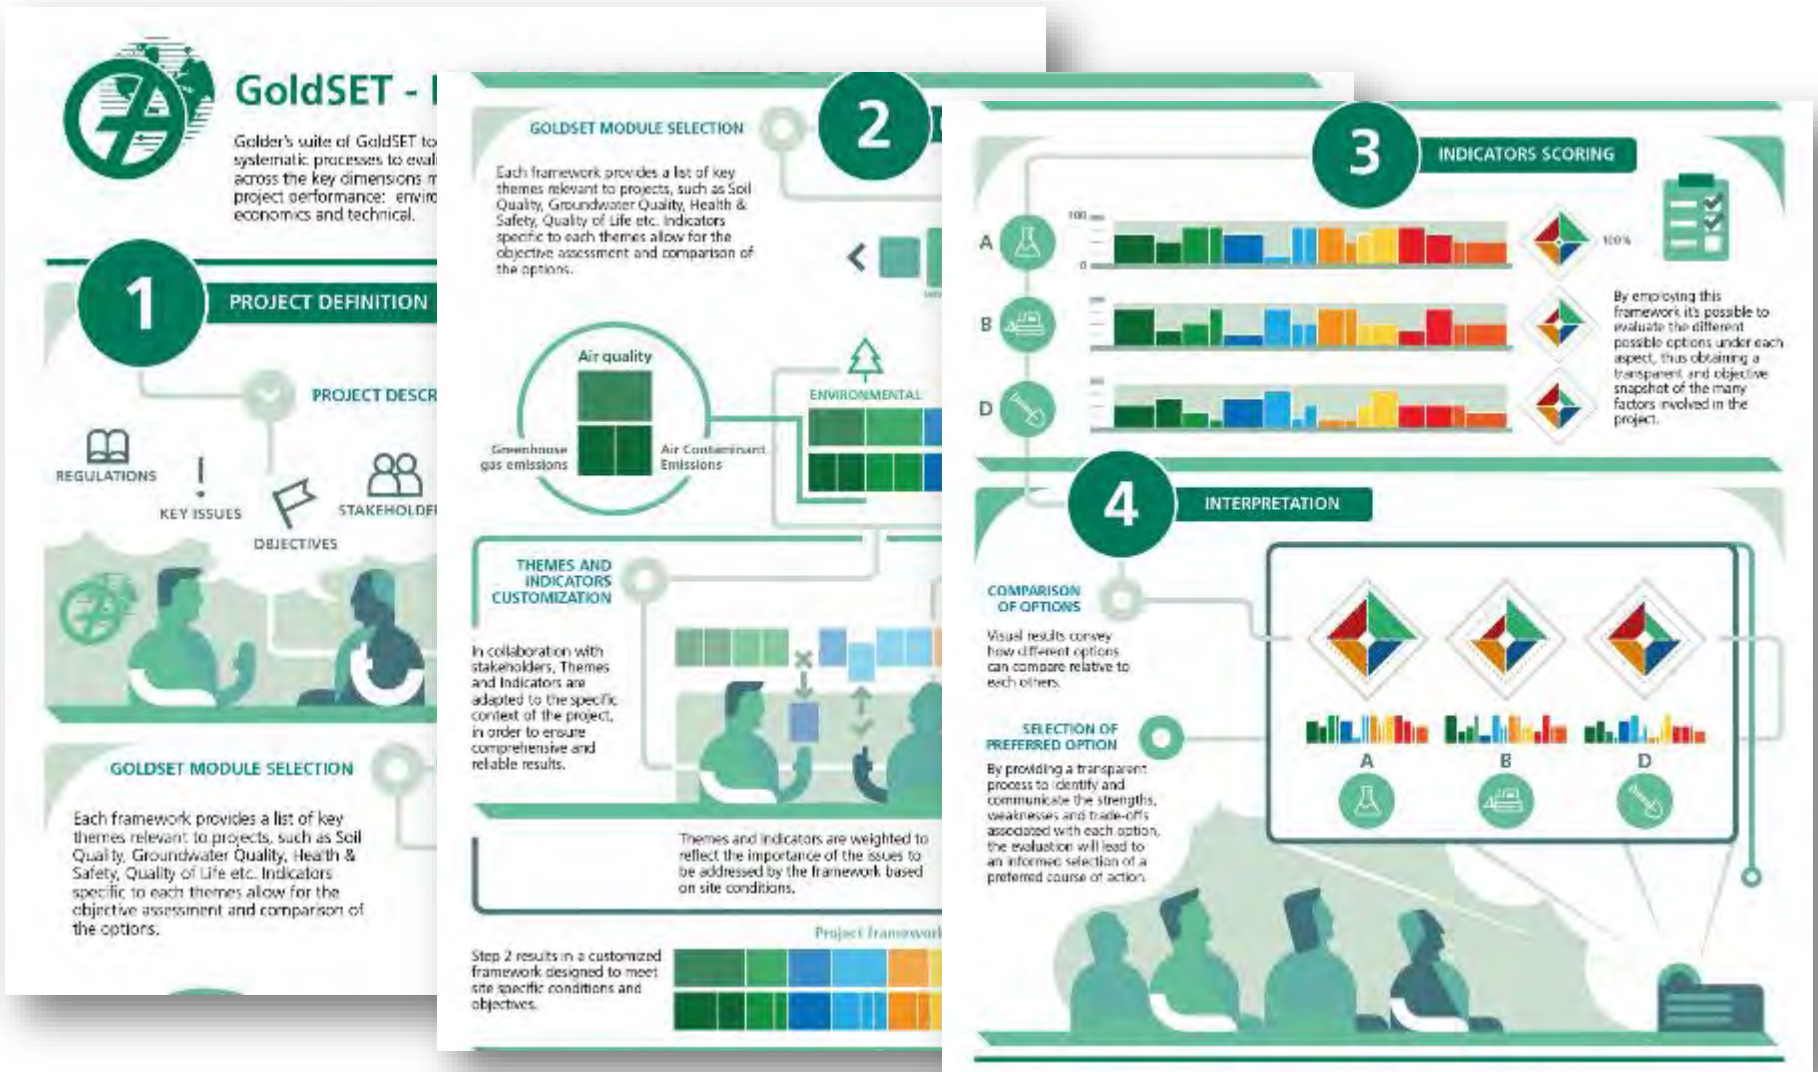 GoldSET -
Golder's suite of GoldSET to
systematic processes to eval
across the key dimensions m
project performance: enviro
economics and technical.
1
PROJECT DEFINITION
PROJECT DESCR
REGULATIONS
KEY ISSUES
OBJECTIVES
STAKEHOLDER
GOLDSET MODULE SELECTION
Each framework provides a list of key
themes relevant to projects, such as Soil
Quality, Groundwater Quality, Health &
Safety, Quality of Life etc. Indicators
specific to each themes allow for the
objective assessment and comparison of
the options.
2
GOLDSET MODULE SELECTION
Each framework provides a list of key
themes relevant to projects, such as Soil
Quality, Groundwater Quality, Health &
Safety, Quality of Life etc. Indicators
specific to each themes allow for the
objective assessment and comparison of
the options.
Air quality
Greenhouse
gas emissions
Air Contaminant
Emissions
ENVIRONMENTAL
THEMES AND
INDICATORS
CUSTOMIZATION
In collaboration with
stakeholders, Themes
and Indicators are
adapted to the specific
context of the project,
in order to ensure
comprehensive and
reliable results.
Themes and Indicators are weighted to
reflect the importance of the issues to
be addressed by the framework based
on site conditions.
Project framework
Step 2 results in a customized
framework designed to meet
site specific conditions and
objectives.
3
INDICATORS SCORING
100
0
A
100%
B
D
By employing this
framework it's possible to
evaluate the different
possible options under each
aspect, thus obtaining a
transparent and objective
snapshot of the many
factors involved in the
project.
4
INTERPRETATION
COMPARISON
OF OPTIONS
Visual results convey
how different options
can compare relative to
each others.
SELECTION OF
PREFERRED OPTION
By providing a transparent
process to identify and
communicate the strengths,
weaknesses and trade-offs
associated with each option,
the evaluation will lead to
an informed selection of a
preferred course of action.
A
B
D